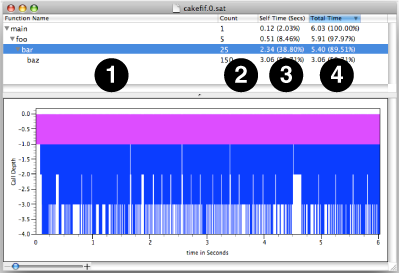 cakefif.0.sat
Function Name Count Self Time (Secs) Total Time
main 1 0.12 (2.03%) 6.03 (100.00%)
foo 5 0.51 (8.46%) 5.91 (97.97%)
bar 25 2.34 (38.80%) 5.40 (89.51%)
baz 150 3.06 3.06
1 2 3 4
0.0
-0.5
-1.0
-1.5
-2.0
-2.5
-3.0
-3.5
-4.0
Call Depth
0 1 2 3 4 5 6
time in Seconds